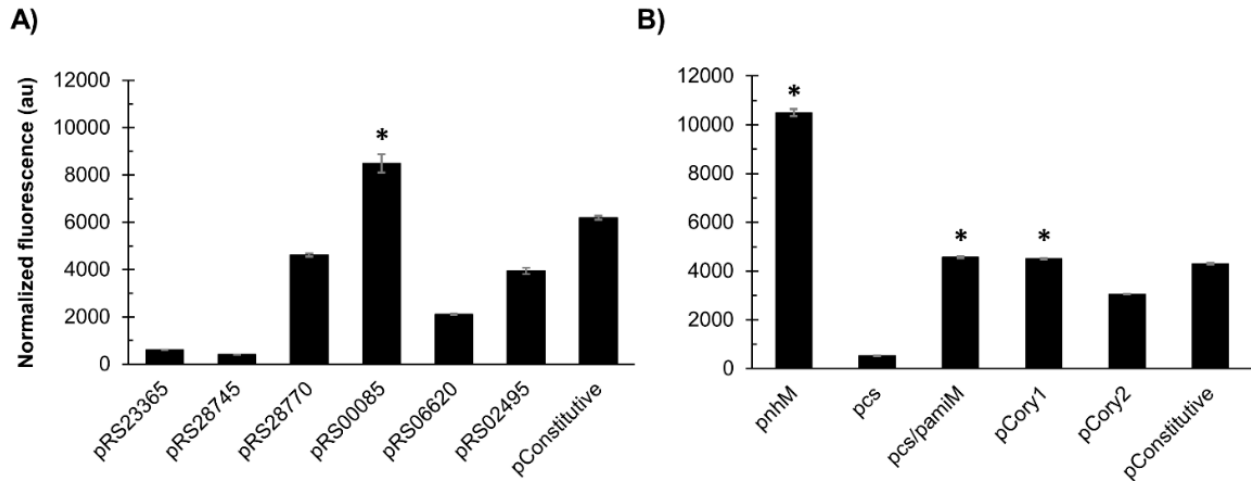 A)
Normalized fluorescence (au)
12000
10000
8000
6000
4000
2000
0
*
pRS23365
pRS28745
pRS28770
pRS00085
pRS06620
pRS02495
pConstitutive
B)
12000
10000
8000
6000
4000
2000
0
*
*
*
pnhM
pcs
pcs/pamiM
pCory1
pCory2
pConstitutive